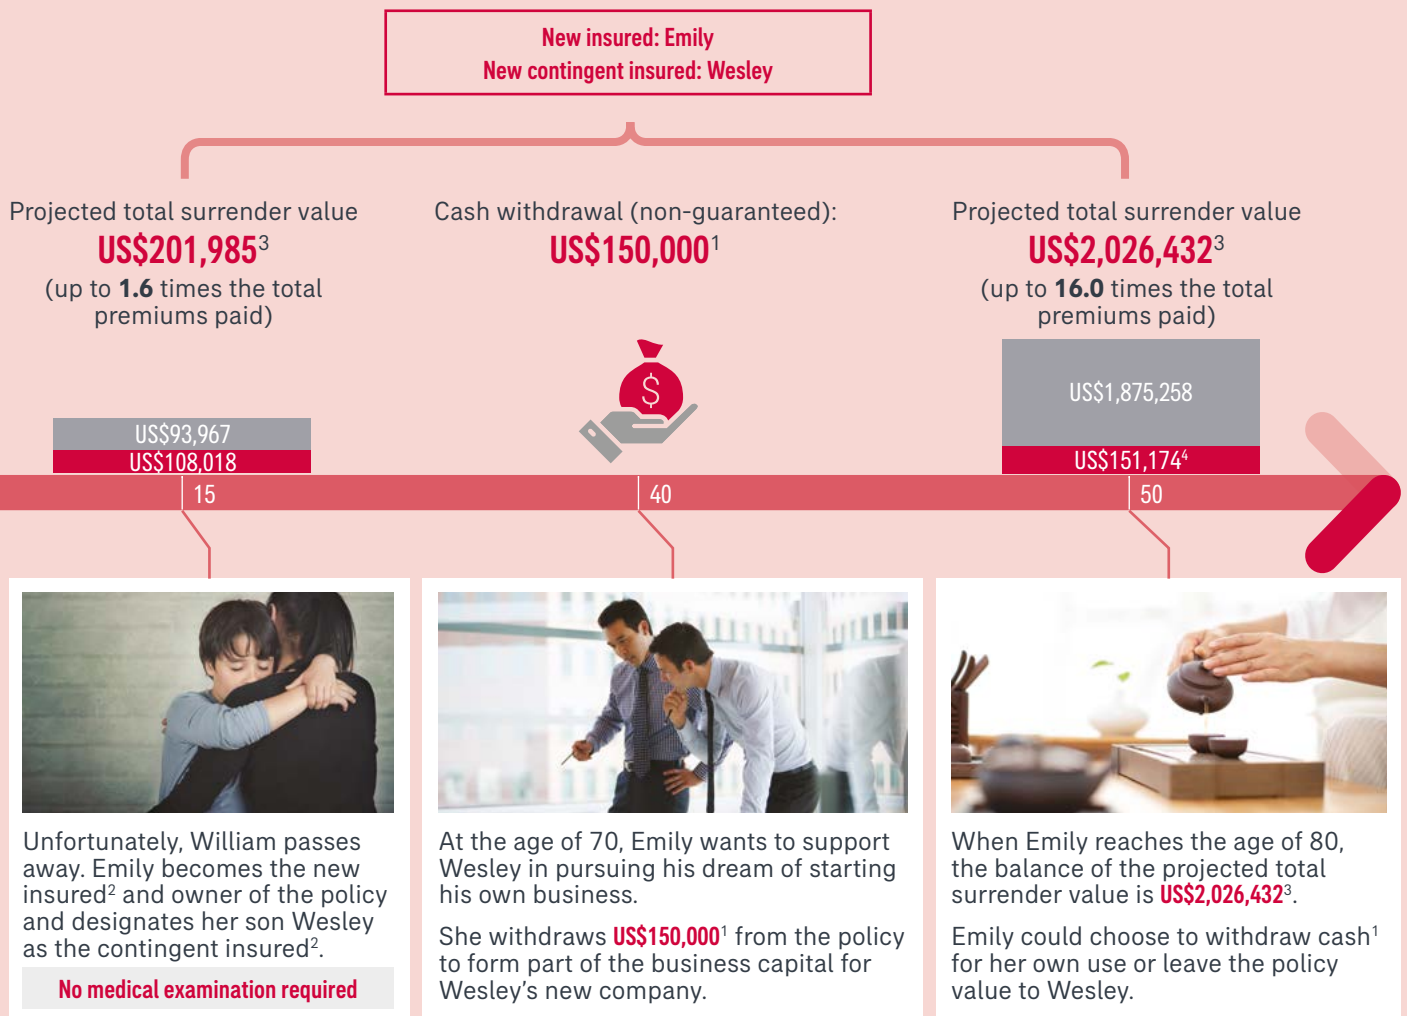 New insured: Emily
New contingent insured: Wesley
Projected total surrender value
US$201,985³
(up to 1.6 times the total
premiums paid)
Cash withdrawal (non-guaranteed):
US$150,000¹
Projected total surrender value
US$2,026,432³
(up to 16.0 times the total
premiums paid)
$
US$93,967
US$108,018
US$1,875,258
US$151,174⁴
15
40
50
Unfortunately, William passes
away. Emily becomes the new
insured² and owner of the policy
and designates her son Wesley
as the contingent insured².
No medical examination required
At the age of 70, Emily wants to support
Wesley in pursuing his dream of starting
his own business.
She withdraws US$150,000¹ from the policy
to form part of the business capital for
Wesley's new company.
When Emily reaches the age of 80,
the balance of the projected total
surrender value is US$2,026,432³.
Emily could choose to withdraw cash¹
for her own use or leave the policy
value to Wesley.